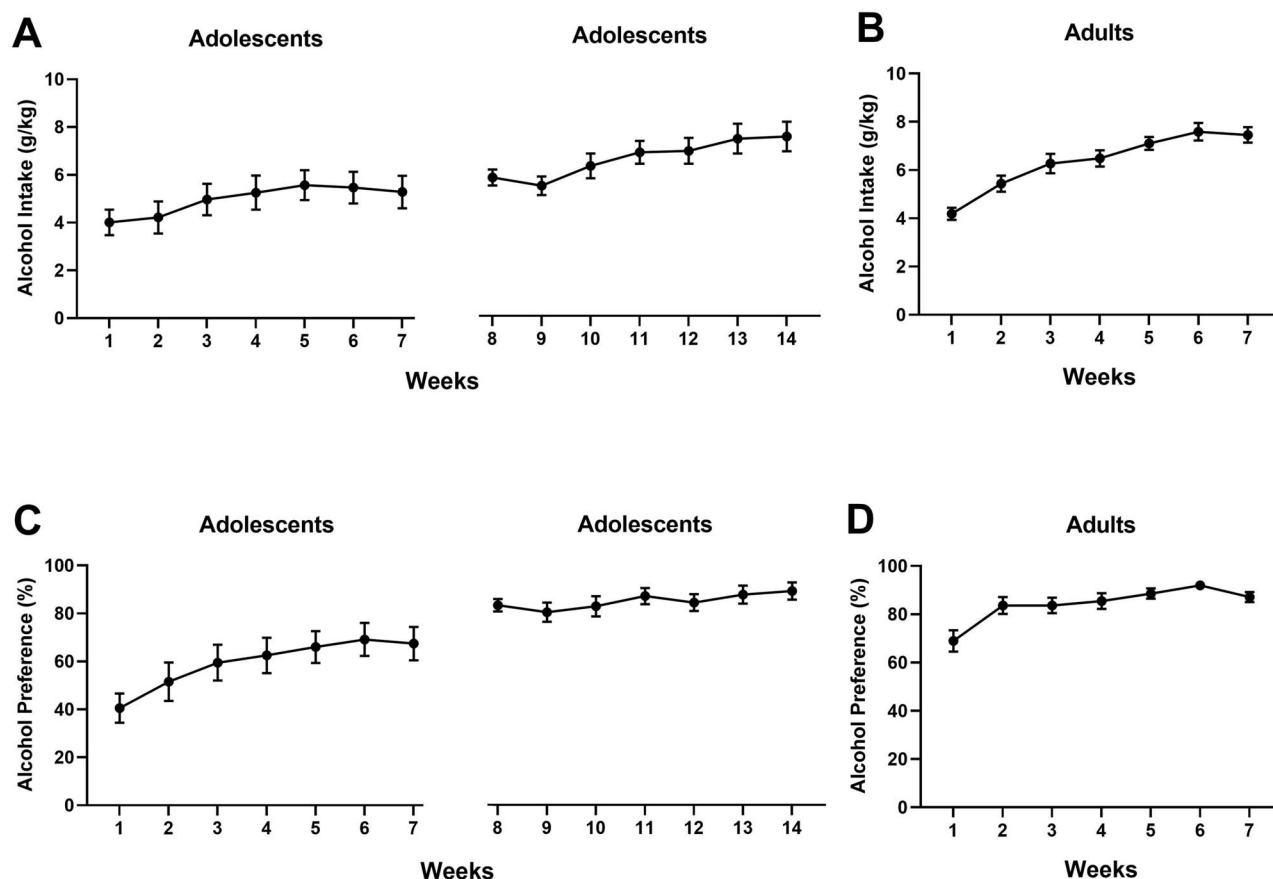 A
Adolescents
Adolescents
B
Adults
Alcohol Intake (g/kg)
10
8
6
4
2
0
1 2 3 4 5 6 7
8 9 10 11 12 13 14
Weeks
Alcohol Intake (g/kg)
10
8
6
4
2
0
1 2 3 4 5 6 7
Weeks
C
Adolescents
Adolescents
D
Adults
Alcohol Preference (%)
100
80
60
40
20
0
1 2 3 4 5 6 7
8 9 10 11 12 13 14
Weeks
Alcohol Preference (%)
100
80
60
40
20
0
1 2 3 4 5 6 7
Weeks